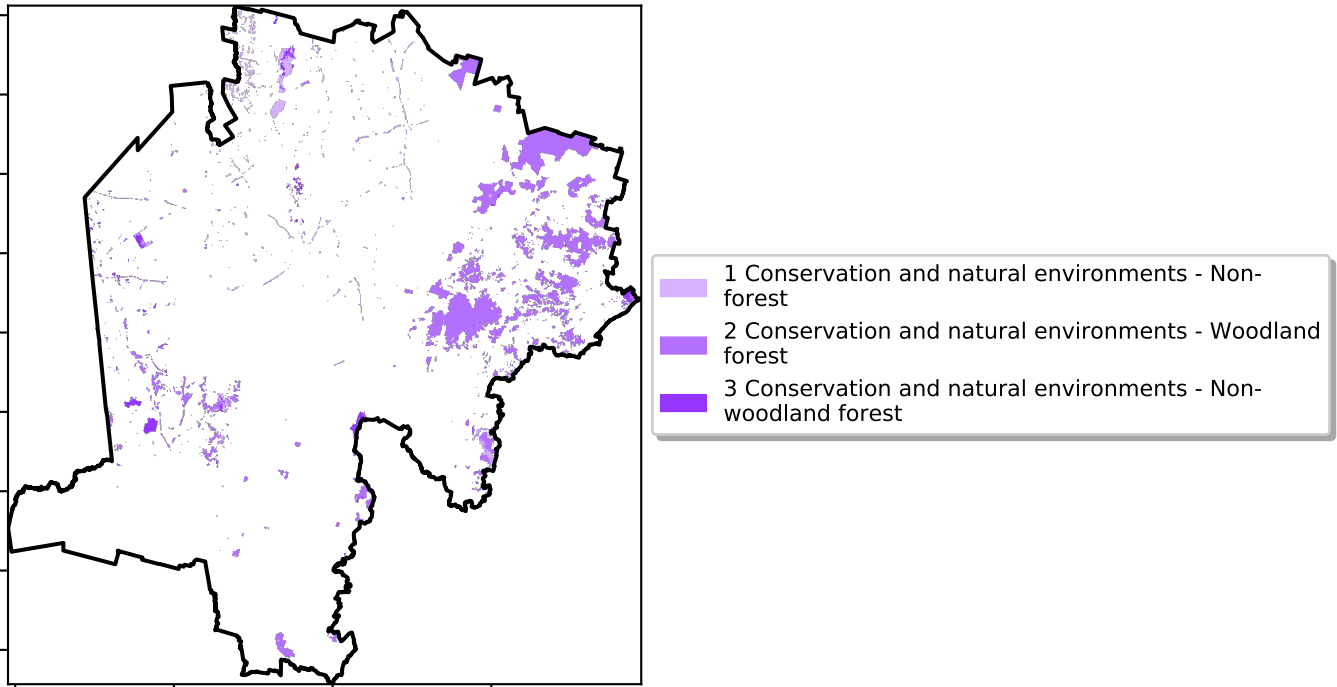 1 Conservation and natural environments - Non-
forest
2 Conservation and natural environments - Woodland
forest
3 Conservation and natural environments - Non-
woodland forest